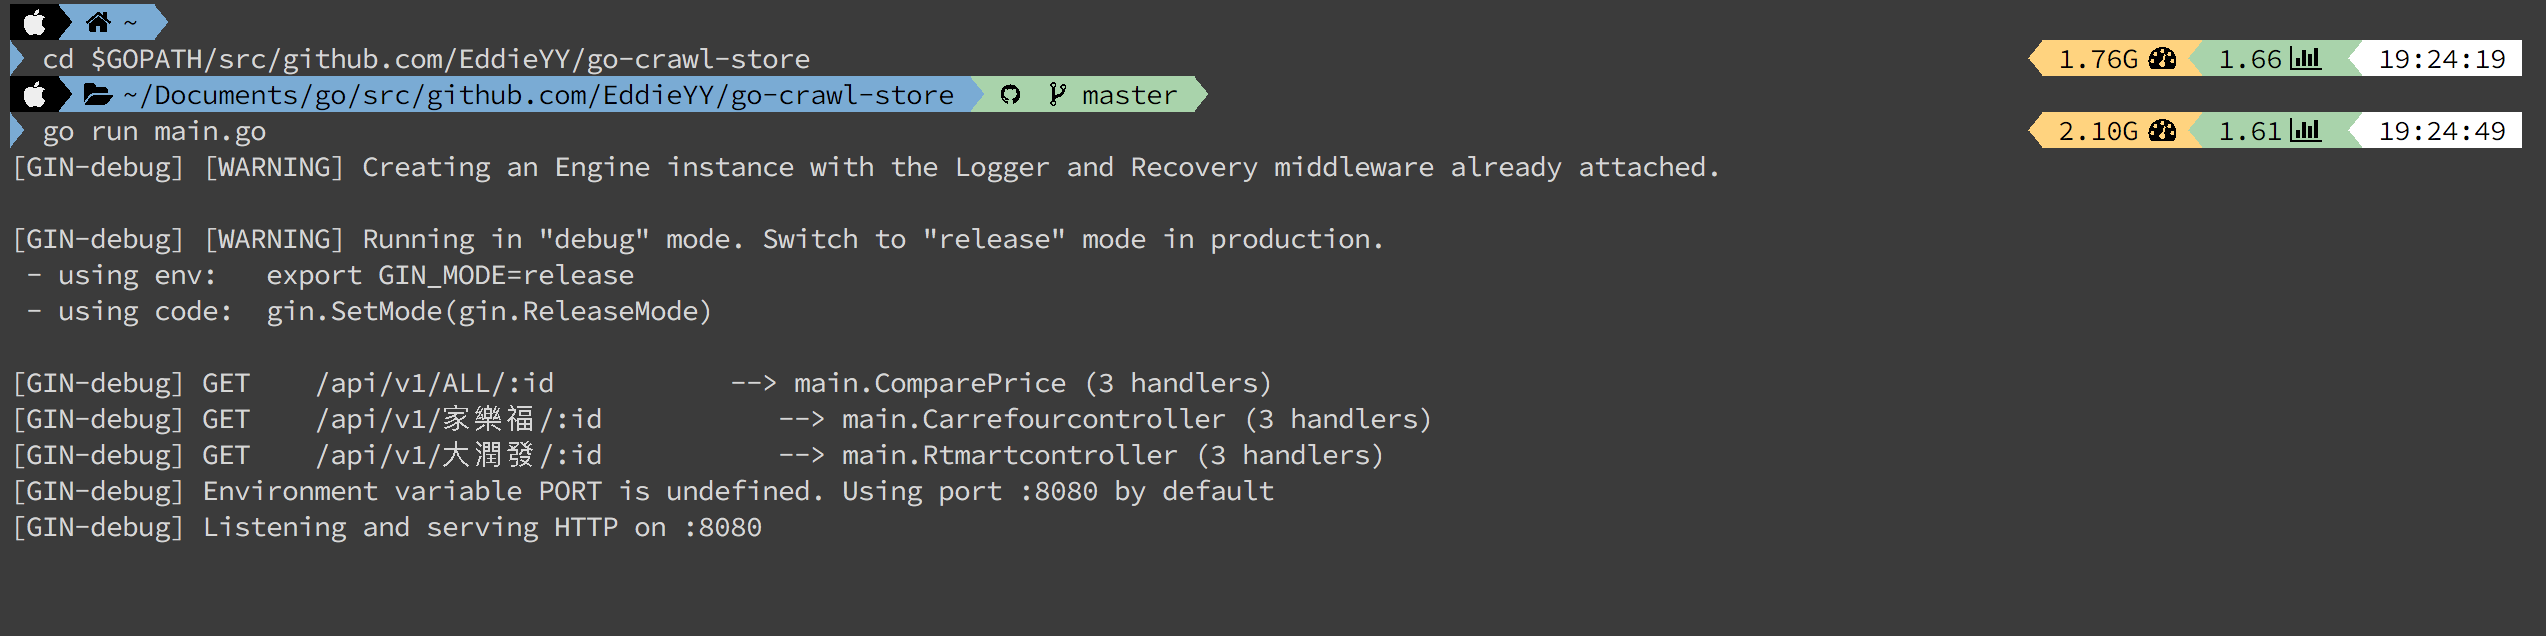 ~
cd $GOPATH/src/github.com/EddieYY/go-crawl-store 1.76G 1.66 19:24:19
~/Documents/go/src/github.com/EddieYY/go-crawl-store master
go run main.go 2.10G 1.61 19:24:49
[GIN-debug] [WARNING] Creating an Engine instance with the Logger and Recovery middleware already attached.
[GIN-debug] [WARNING] Running in "debug" mode. Switch to "release" mode in production.
- using env: export GIN_MODE=release
- using code: gin.SetMode(gin.ReleaseMode)
[GIN-debug] GET /api/v1/ALL/:id --> main.ComparePrice (3 handlers)
[GIN-debug] GET /api/v1/家樂福/:id --> main.Carrefourcontroller (3 handlers)
[GIN-debug] GET /api/v1/大潤發/:id --> main.Rtmartcontroller (3 handlers)
[GIN-debug] Environment variable PORT is undefined. Using port :8080 by default
[GIN-debug] Listening and serving HTTP on :8080